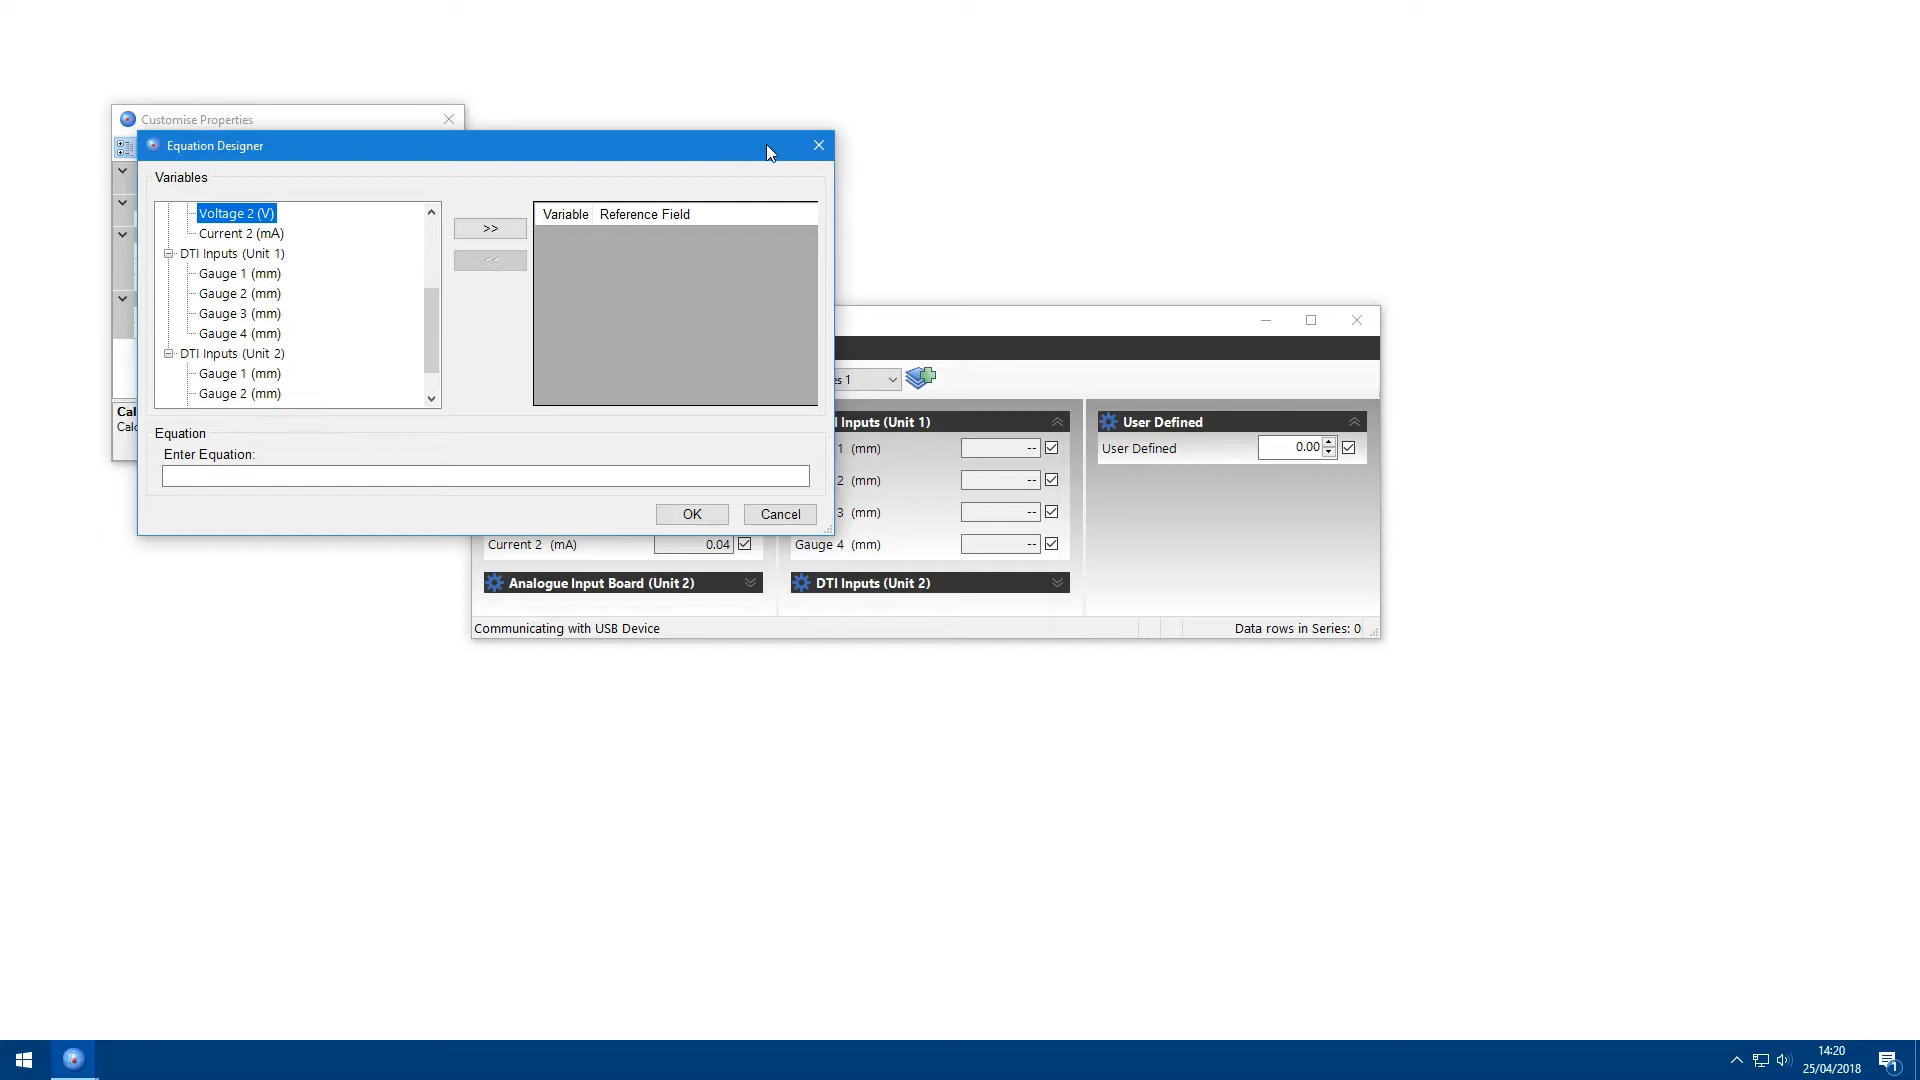 Customise Properties
Equation Designer
Variables
Voltage 2 (V)
Current 2 (mA)
DTI Inputs (Unit 1)
Gauge 1 (mm)
Gauge 2 (mm)
Gauge 3 (mm)
Gauge 4 (mm)
DTI Inputs (Unit 2)
Gauge 1 (mm)
Gauge 2 (mm)
>>
<<
Variable Reference Field
Equation
Enter Equation:
OK Cancel
Cal
Calc
es 1
I Inputs (Unit 1)
1 (mm) --
2 (mm) --
3 (mm) --
Gauge 4 (mm) --
User Defined
User Defined 0.00
Current 2 (mA) 0.04
Analogue Input Board (Unit 2)
DTI Inputs (Unit 2)
Communicating with USB Device
Data rows in Series: 0
14:20
25/04/2018
1